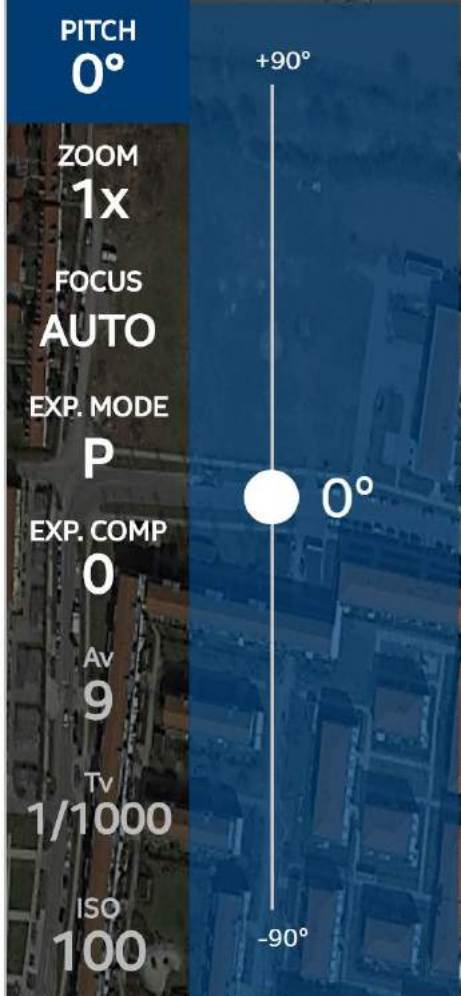 PITCH
0°
ZOOM
1x
FOCUS
AUTO
EXP. MODE
P
EXP. COMP
0
Av
9
Tv
1/1000
ISO
100
+90°
0°
-90°